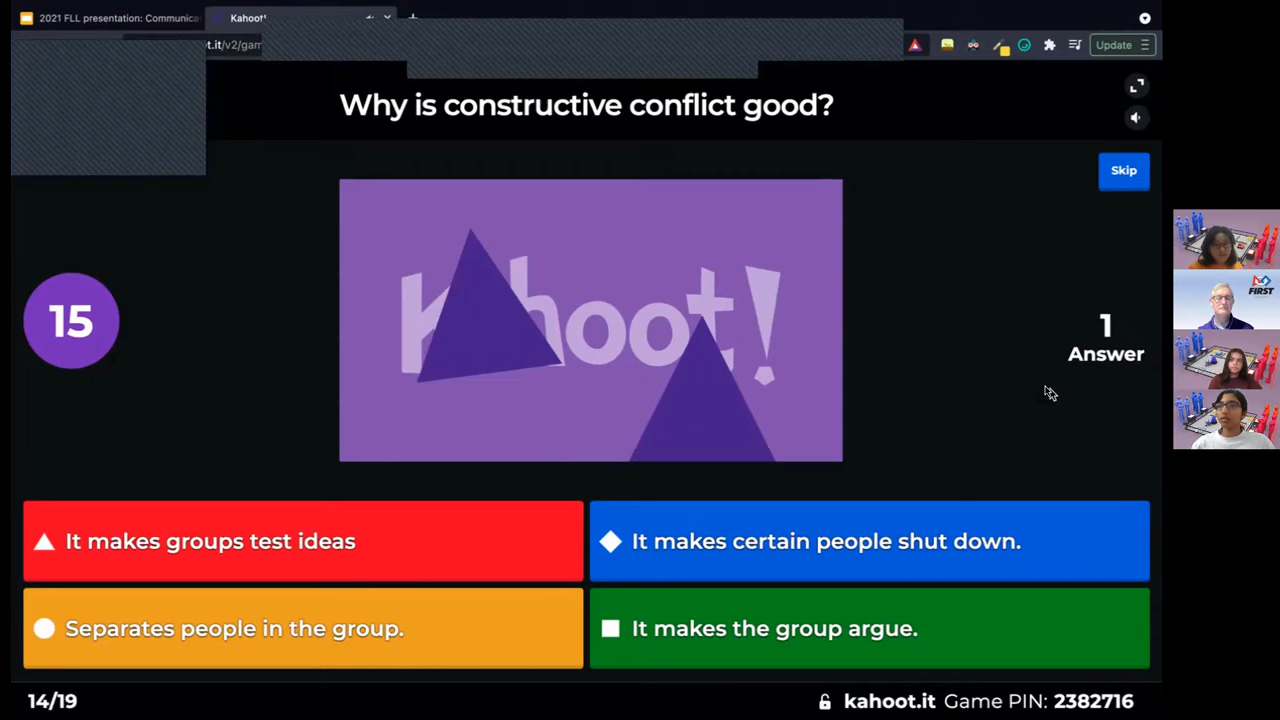 2021 FLL presentation: Communica
Kahoot!
ot.it/v2/gam
Update
Why is constructive conflict good?
Skip
Kahoot!
15
1
Answer
FIRST
It makes groups test ideas
It makes certain people shut down.
Separates people in the group.
It makes the group argue.
14/19
kahoot.it Game PIN: 2382716